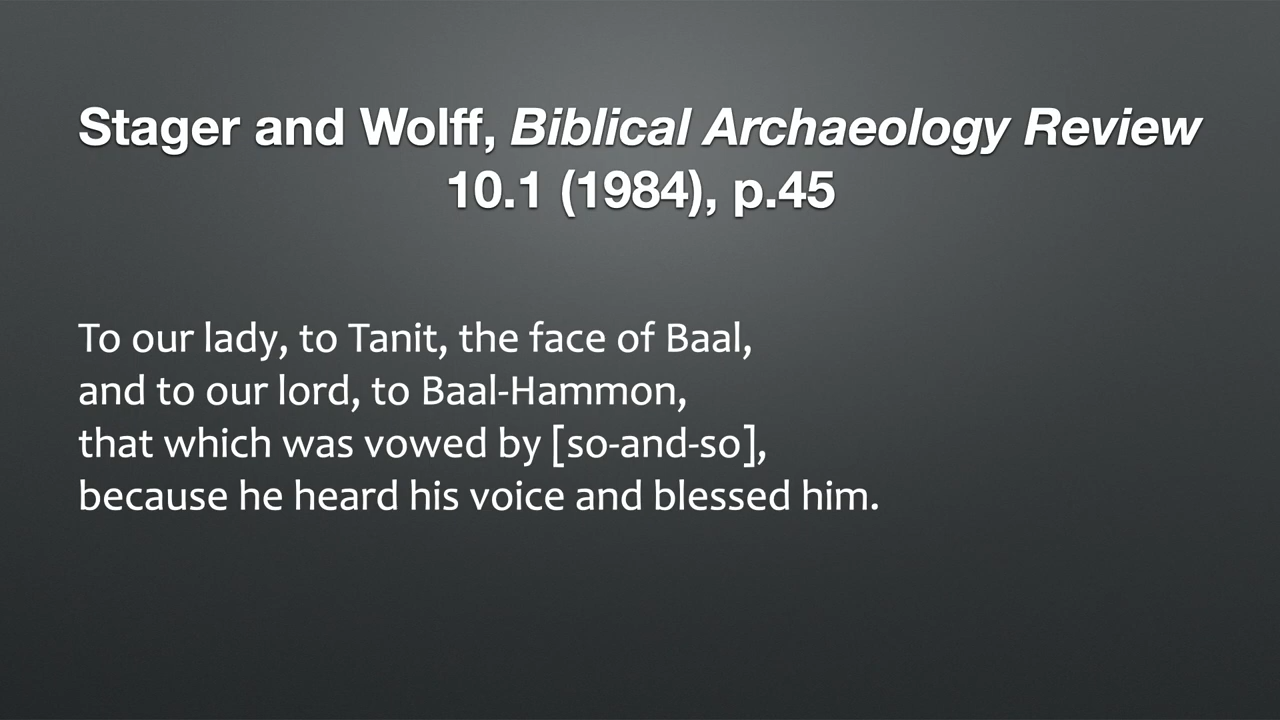 Stager and Wolff, Biblical Archaeology Review
10.1 (1984), p.45
To our lady, to Tanit, the face of Baal,
and to our lord, to Baal-Hammon,
that which was vowed by [so-and-so],
because he heard his voice and blessed him.